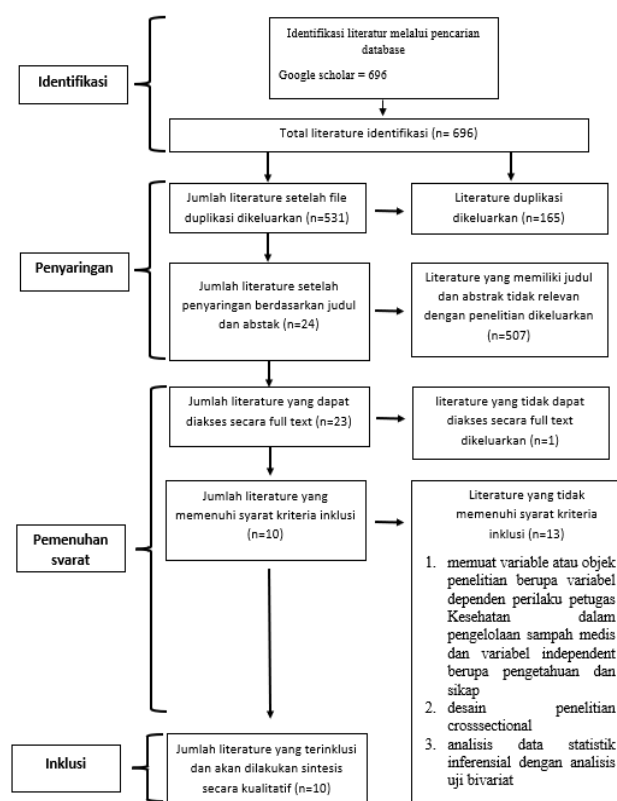 Identifikasi literatur melalui pencarian
database
Google scholar = 696
Identifikasi
Total literature identifikasi (n= 696)
Jumlah literature setelah file
duplikasi dikeluarkan (n=531)
Literature duplikasi
dikeluarkan (n=165)
Penyaringan
Jumlah literature setelah
penyaringan berdasarkan judul
dan abstak (n=24)
Literature yang memiliki judul
dan abstrak tidak relevan
dengan penelitian dikeluarkan
(n=507)
Jumlah literature yang dapat
diakses secara full text (n=23)
literature yang tidak dapat
diakses secara full text
dikeluarkan (n=1)
Pemenuhan
svarat
Jumlah literature yang
memenuhi syarat kriteria inklusi
(n=10)
Literature yang tidak
memenuhi syarat kriteria
inklusi (n=13)
1. memuat variable atau objek
penelitian berupa variabel
dependen perilaku petugas
Kesehatan dalam
pengelolaan sampah medis
dan variabel independent
berupa pengetahuan dan
sikap
2. desain penelitian
crosssectional
3. analisis data statistik
inferensial dengan analisis
uji bivariat
Inklusi
Jumlah literature yang terinklusi
dan akan dilakukan sintesis
secara kualitatif (n=10)